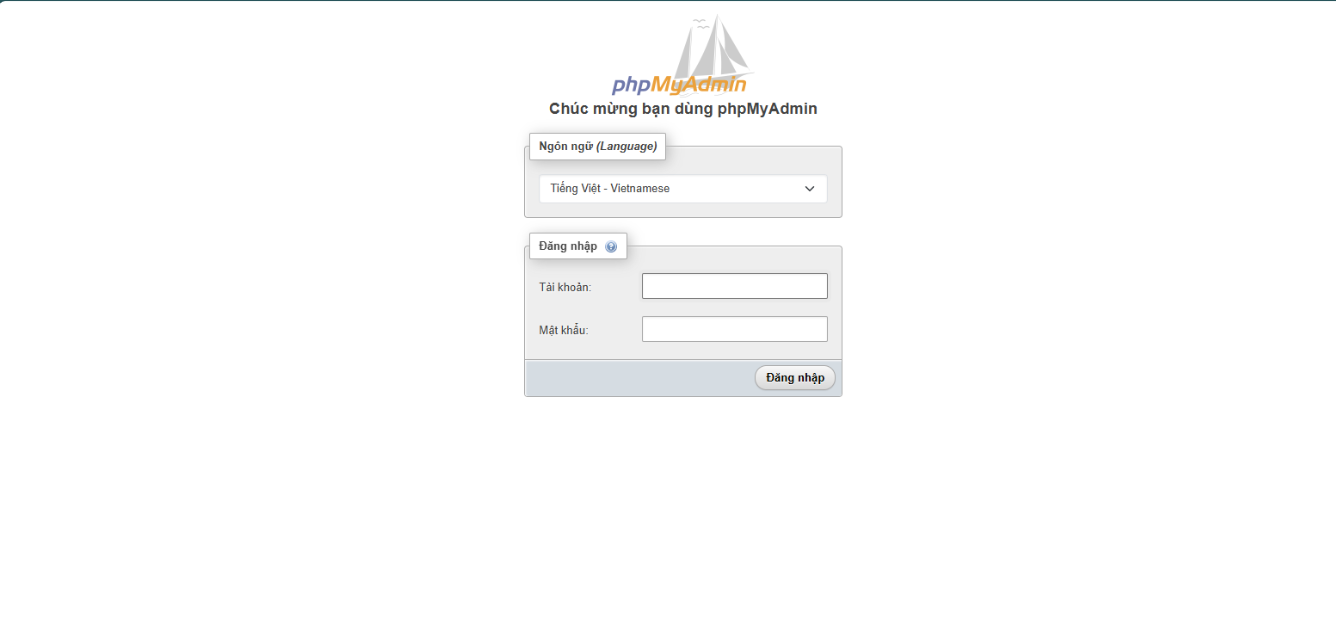 phpMyAdmin
Chúc mừng bạn dùng phpMyAdmin
Ngôn ngữ (Language)
Tiếng Việt - Vietnamese
Đăng nhập
Tài khoản:
Mật khẩu:
Đăng nhập